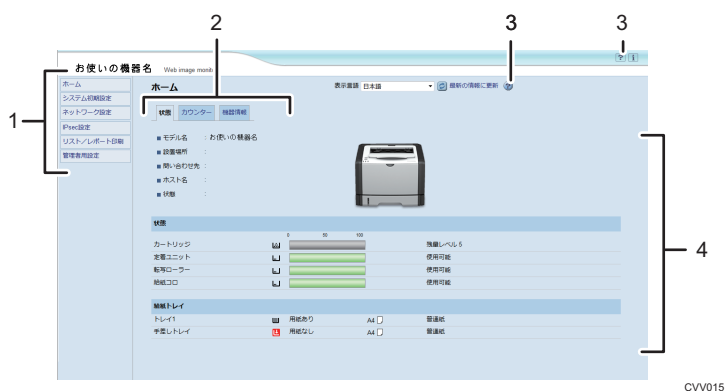 2
3
3
お使いの機器名 Web image monitor
? i
ホーム
システム初期設定
ネットワーク設定
IPsec設定
リスト/レポート印刷
管理者用設定
1
ホーム
表示言語 日本語 最新の情報に更新 ?
状態 カウンター 機器情報
モデル名 : お使いの機器名
設置場所 :
問い合わせ先 :
ホスト名 :
状態 :
4
状態
0 50 100
カートリッジ 残量レベル 5
定着ユニット 使用可能
転写ローラー 使用可能
給紙コロ 使用可能
給紙トレイ
トレイ1 用紙あり A4 普通紙
手差しトレイ 用紙なし A4 普通紙
CVV015